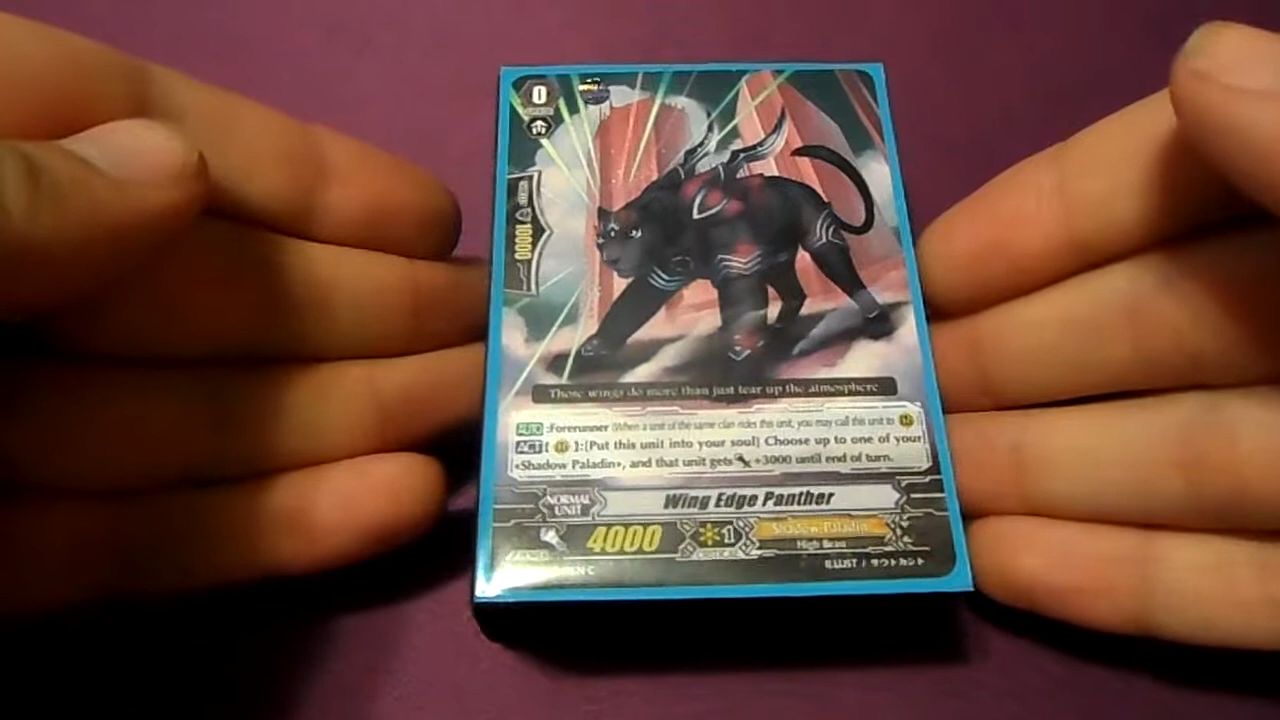 0
10000
Those wings do more than just tear up the atmosphere
AUTO :Forerunner (When a unit of the same clan rides this unit, you may call this unit to
ACT [ ]:[Put this unit into your soul] Choose up to one of your
«Shadow Paladin», and that unit gets +3000 until end of turn.
NORMAL UNIT
Wing Edge Panther
4000
1
CRITICAL
Shadow Paladin
High Beast
ILLUST / サクトカント